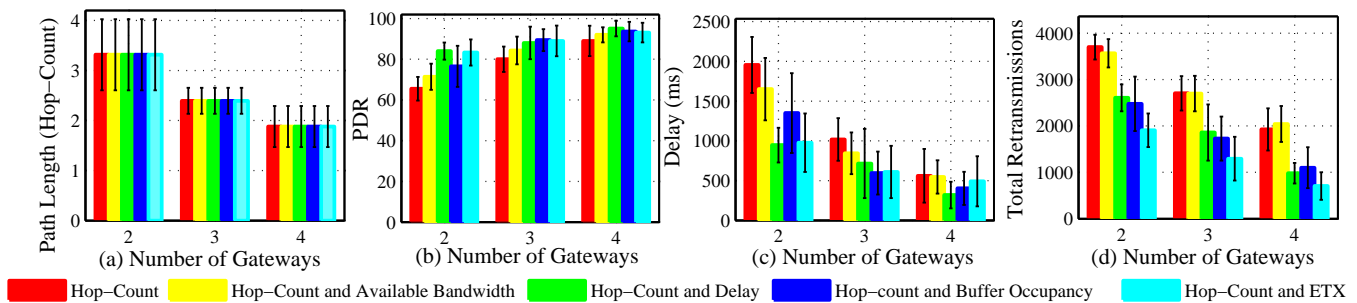 4
3
2
1
0
Path Length (Hop−Count)
2 3 4
(a) Number of Gateways
100
80
60
40
20
0
PDR
2 3 4
(b) Number of Gateways
2500
2000
1500
1000
500
0
Delay (ms)
2 3 4
(c) Number of Gateways
4000
3000
2000
1000
0
Total Retransmissions
2 3 4
(d) Number of Gateways
Hop−Count
Hop−Count and Available Bandwidth
Hop−Count and Delay
Hop−count and Buffer Occupancy
Hop−Count and ETX